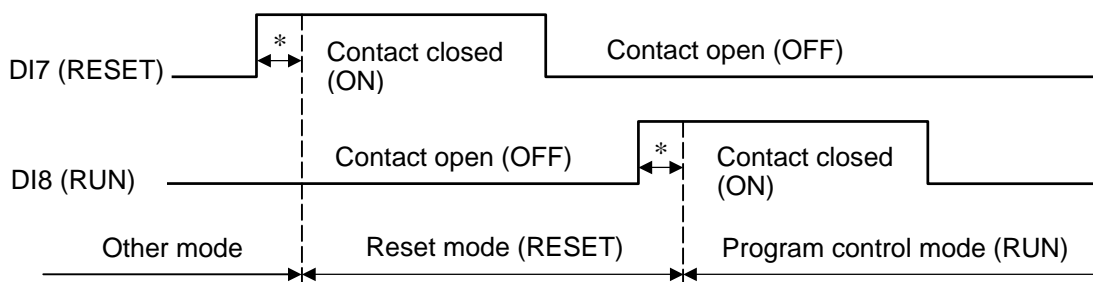 *
Contact closed
(ON)
Contact open (OFF)
DI7 (RESET)
Contact open (OFF)
*
Contact closed
(ON)
DI8 (RUN)
Other mode
Reset mode (RESET)
Program control mode (RUN)